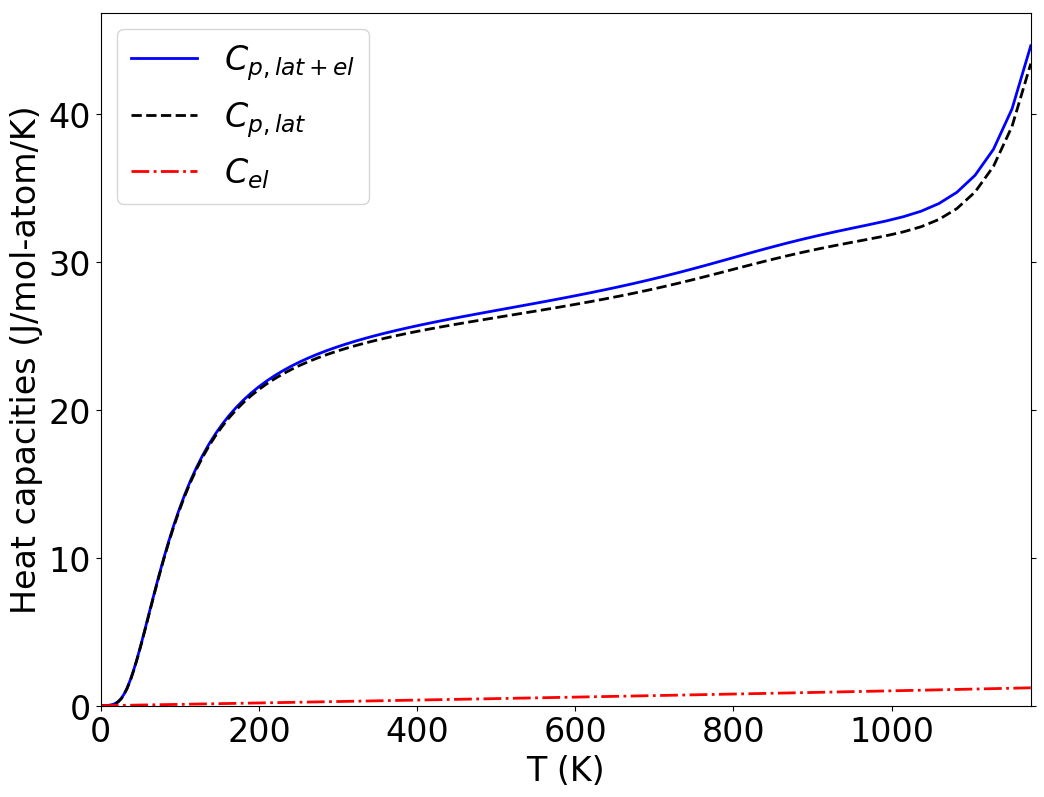 C_{p, lat+el}
C_{p, lat}
C_{el}
Heat capacities (J/mol-atom/K)
40
30
20
10
0
0 200 400 600 800 1000
T (K)